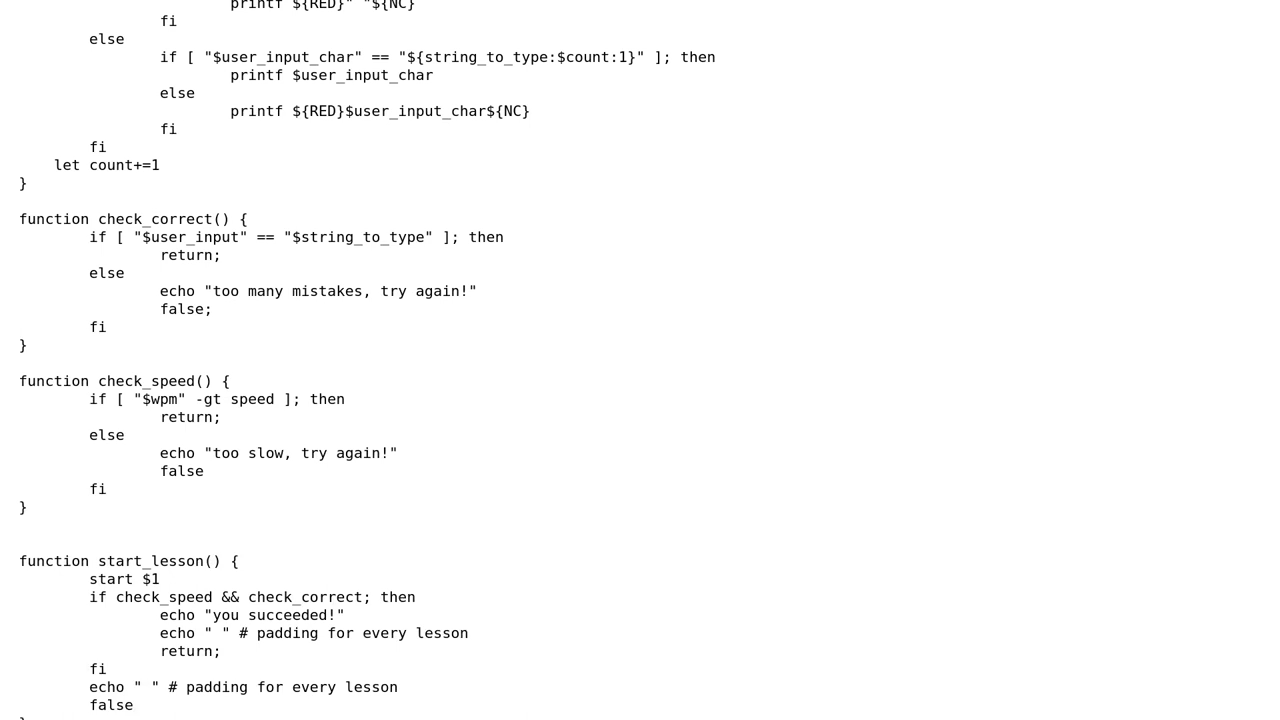 printf ${RED}" "${NC}
fi
else
if [ "$user_input_char" == "${string_to_type:$count:1}" ]; then
printf $user_input_char
else
printf ${RED}$user_input_char${NC}
fi
fi
let count+=1
}
function check_correct() {
if [ "$user_input" == "$string_to_type" ]; then
return;
else
echo "too many mistakes, try again!"
false;
fi
}
function check_speed() {
if [ "$wpm" -gt speed ]; then
return;
else
echo "too slow, try again!"
false
fi
}
function start_lesson() {
start $1
if check_speed && check_correct; then
echo "you succeeded!"
echo " " # padding for every lesson
return;
fi
echo " " # padding for every lesson
false
}